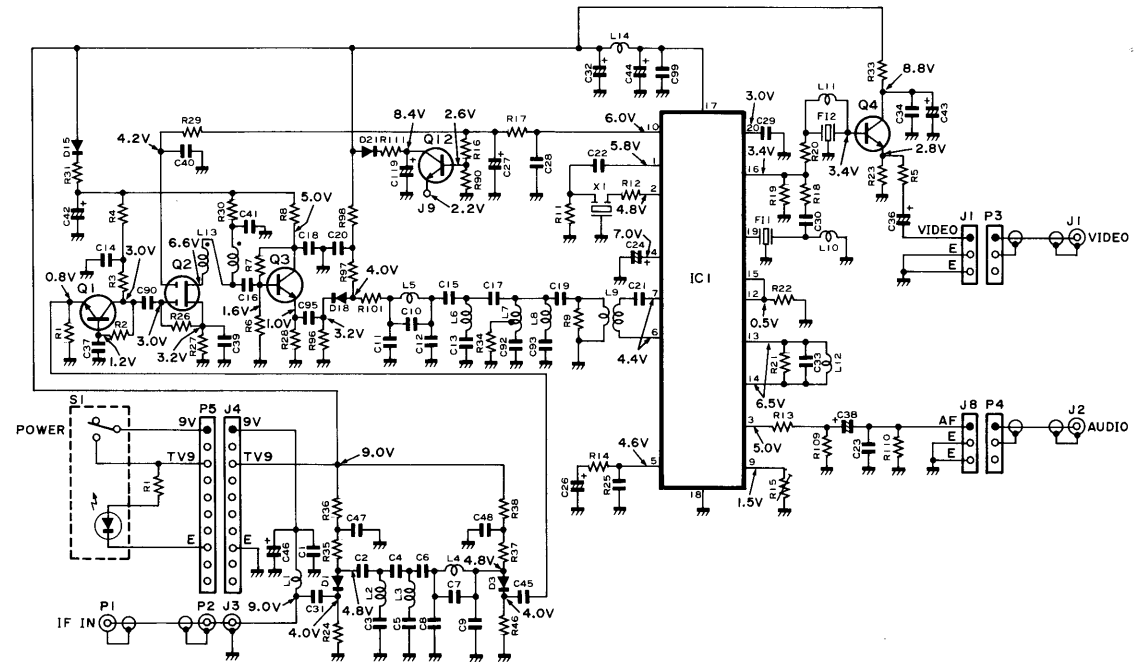 L14
C32
C44
C99
17
R33
8.8V
Q4
C34
C43
L11
FI2
R20
3.4V
2.8V
R23
R5
C36
D15
R31
C42
4.2V
R29
C40
R4
C14
R3
3.0V
0.8V
Q1
R1
C37
R2
1.2V
C90
3.0V
Q2
6.6V
L13
R26
3.2V
R27
C39
R30
C41
R7
C16
1.6V
R6
R8
5.0V
Q3
C18
C20
1.0V
R28
C95
R96
3.2V
R98
R97
D18
4.0V
R101
D21
R111
8.4V
C119
Q12
2.6V
J9
2.2V
R16
R90
C27
R17
C28
L5
C10
C11
C12
C15
L6
C13
C17
R34
L7
C92
L8
C93
C19
R9
L9
C21
6.0V
10
5.8V
1
C22
X1
R12
2
4.8V
R11
7.0V
C24
4
7
4.4V
6
IC1
3.0V
20
C29
16
3.4V
R19
R18
C30
19
FI1
L10
15
12
R22
0.5V
13
R21
C33
L12
14
6.5V
3
5.0V
R13
C38
R109
C23
R110
9
1.5V
R15
18
4.6V
5
R14
C26
R25
J1
P3
J1
VIDEO
VIDEO
E
E
J8
P4
J2
AF
AUDIO
E
E
S1
POWER
R1
P5
J4
9V
9V
TV9
TV9
E
E
C46
C1
L1
9.0V
C31
9.0V
R36
C47
R35
D1
4.0V
R24
4.8V
C2
L2
C3
C4
L3
C5
C6
L4
C7
C8
C9
4.8V
R38
C48
R37
D3
C45
4.0V
R46
P1
P2
J3
IF IN